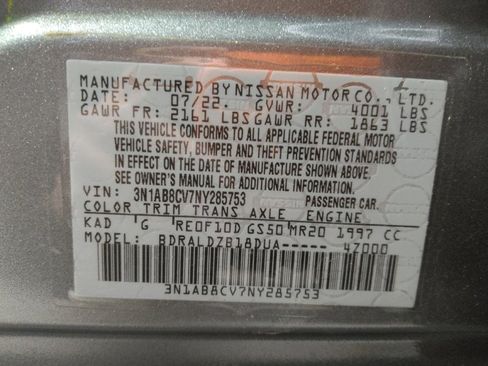 MANUFACTURED BY NISSAN MOTOR CO., LTD.
DATE: 07/22 GVWR: 4001 LBS
GAWR FR: 2161 LBS GAWR RR: 1863 LBS
THIS VEHICLE CONFORMS TO ALL APPLICABLE FEDERAL MOTOR
VEHICLE SAFETY, BUMPER, AND THEFT PREVENTION STANDARDS
IN EFFECT ON THE DATE OF MANUFACTURE SHOWN ABOVE.
SEE OWNER'S MANUAL FOR ADDITIONAL INFORMATION.
VIN: 3N1AB8CV7NY285753 PASSENGER CAR.
COLOR TRIM TRANS AXLE ENGINE
KAD G RE0F10D GS50 MR20 1997 CC
MODEL: BDRALDZB18DUA----- 4Z000
3N1AB8CV7NY285753